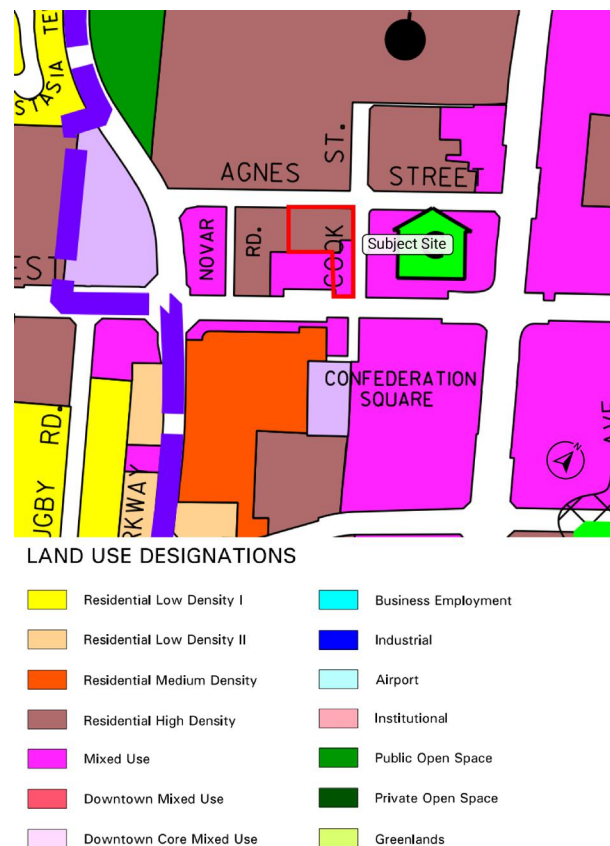 STASIA TE
AGNES
ST.
STREET
NOVAR
RD.
COOK
Subject Site
EST
CONFEDERATION
SQUARE
RD.
UGBY
RKWAY
AVE
N
LAND USE DESIGNATIONS
Residential Low Density I
Residential Low Density II
Residential Medium Density
Residential High Density
Mixed Use
Downtown Mixed Use
Downtown Core Mixed Use
Business Employment
Industrial
Airport
Institutional
Public Open Space
Private Open Space
Greenlands